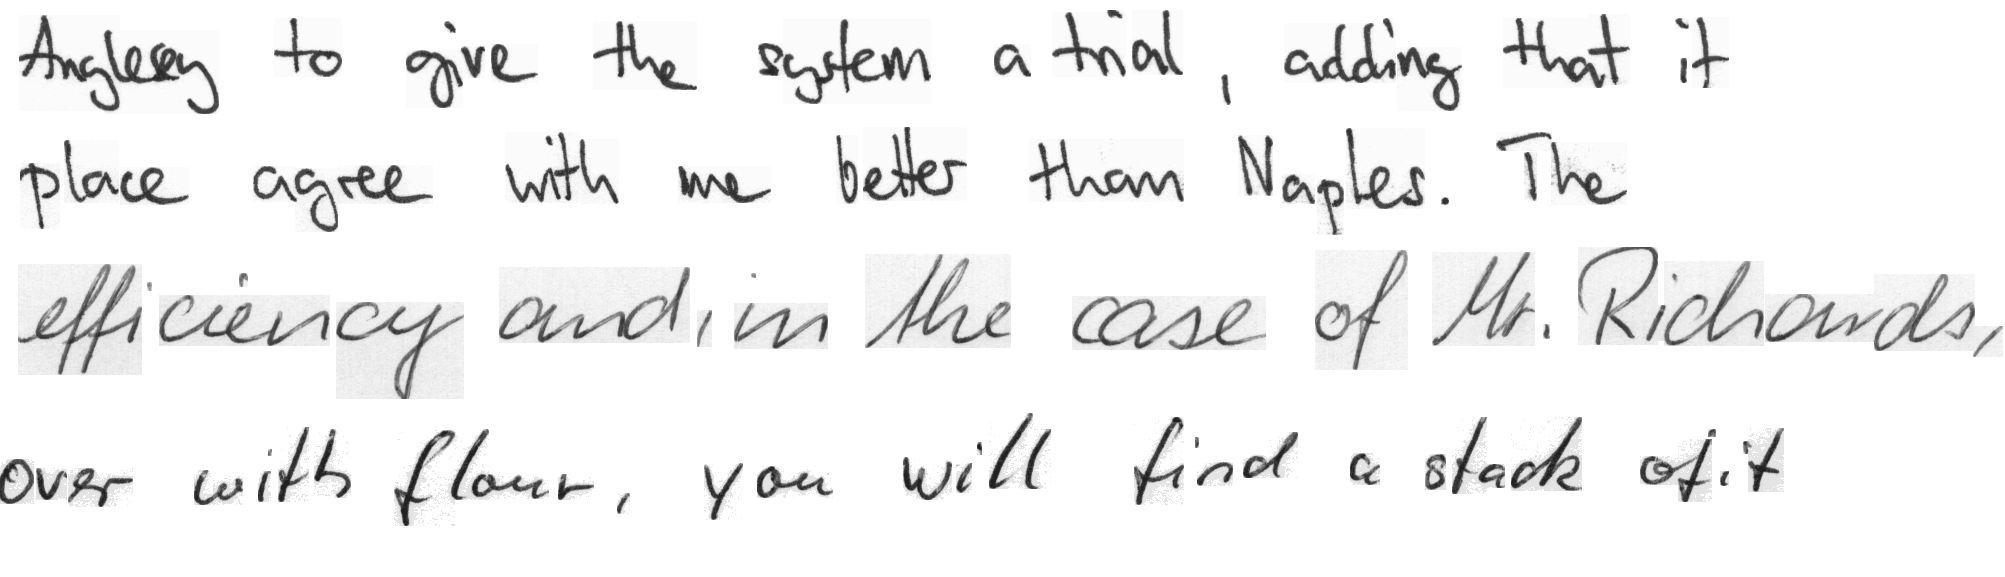 Anglesey to give the system a trial, adding that it
place agree with me better than Naples. The
efficiency and, in the case of Mr. Richards,
over with flour, you will find a stack of it